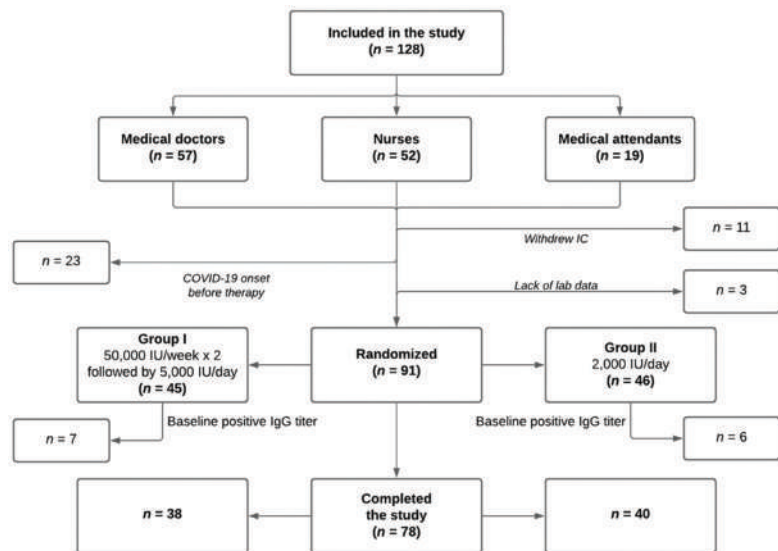 Included in the study
(n = 128)
Medical doctors
(n = 57)
Nurses
(n = 52)
Medical attendants
(n = 19)
Withdrew IC
n = 11
n = 23
COVID-19 onset
before therapy
Lack of lab data
n = 3
Group I
50,000 IU/week x 2
followed by 5,000 IU/day
(n = 45)
Randomized
(n = 91)
Group II
2,000 IU/day
(n = 46)
Baseline positive IgG titer
n = 7
Baseline positive IgG titer
n = 6
n = 38
Completed
the study
(n = 78)
n = 40